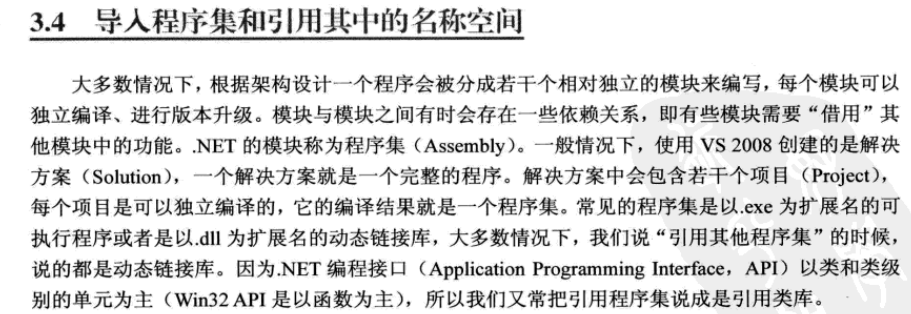 3.4 导入程序集和引用其中的名称空间
大多数情况下，根据架构设计一个程序会被分成若干个相对独立的模块来编写，每个模块可以
独立编译、进行版本升级。模块与模块之间有时会存在一些依赖关系，即有些模块需要“借用”其
他模块中的功能。.NET 的模块称为程序集（Assembly）。一般情况下，使用 VS 2008 创建的是解决
方案（Solution），一个解决方案就是一个完整的程序。解决方案中会包含若干个项目（Project），
每个项目是可以独立编译的，它的编译结果就是一个程序集。常见的程序集是以.exe 为扩展名的可
执行程序或者是以.dll 为扩展名的动态链接库，大多数情况下，我们说“引用其他程序集”的时候，
说的都是动态链接库。因为.NET 编程接口（Application Programming Interface，API）以类和类级
别的单元为主（Win32 API 是以函数为主），所以我们又常把引用程序集说成是引用类库。